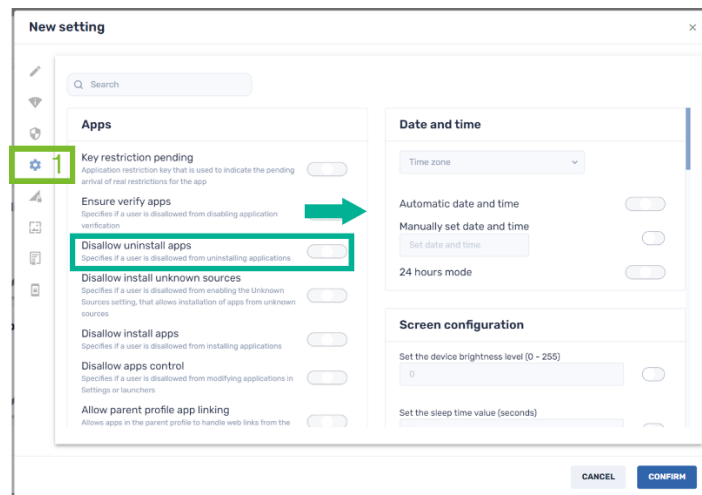 New setting
Search
Apps
Key restriction pending
Application restriction key that is used to indicate the pending
arrival of real restrictions for the app
1
Ensure verify apps
Specifies if a user is disallowed from disabling application
verification
Disallow uninstall apps
Specifies if a user is disallowed from uninstalling applications
Disallow install unknown sources
Specifies if a user is disallowed from enabling the Unknown
Sources setting, that allows installation of apps from unknown
sources
Disallow install apps
Specifies if a user is disallowed from installing applications
Disallow apps control
Specifies if a user is disallowed from modifying applications in
Settings or launchers
Allow parent profile app linking
Allows apps in the parent profile to handle web links from the
Date and time
Time zone
Automatic date and time
Manually set date and time
Set date and time
24 hours mode
Screen configuration
Set the device brightness level (0 - 255)
0
Set the sleep time value (seconds)
CANCEL
CONFIRM